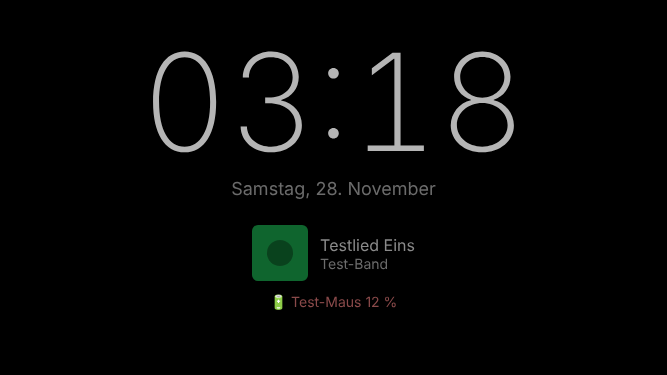 03:18
Samstag, 28. November
Testlied Eins
Test-Band
🔋 Test-Maus 12 %